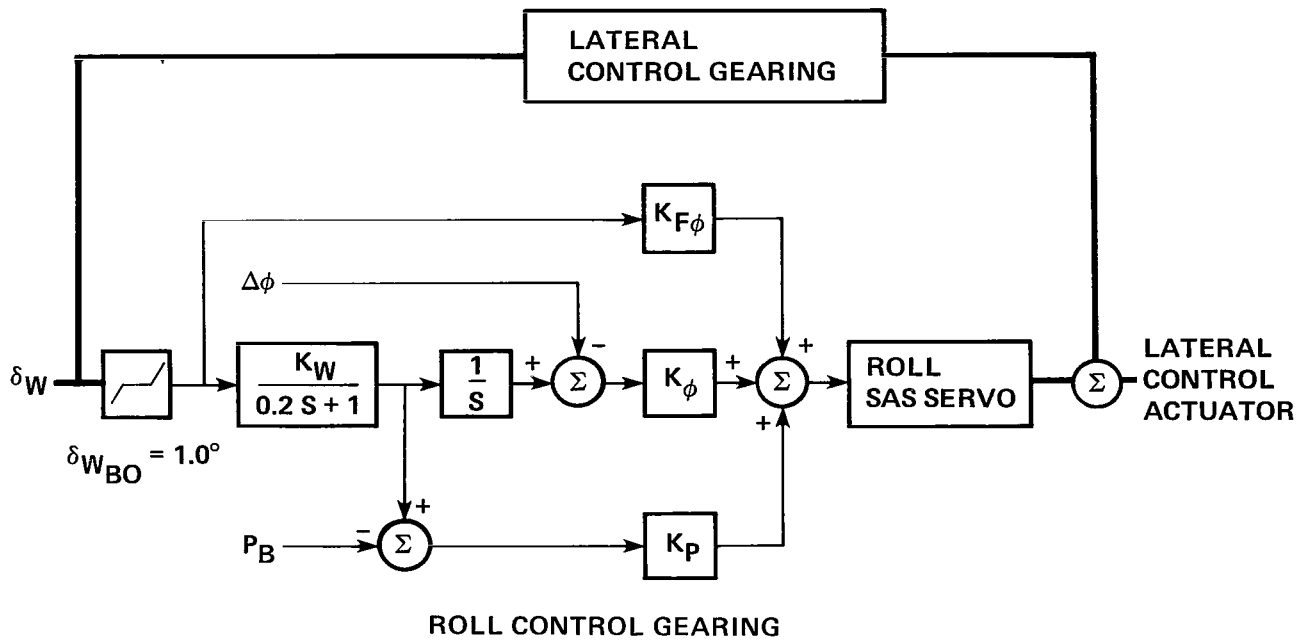 LATERAL
CONTROL GEARING
K_Fφ
Δφ
−
+
δ_W
K_W
0.2 S + 1
1
S
+
Σ
K_φ
+
Σ
ROLL
SAS SERVO
Σ
LATERAL
CONTROL
ACTUATOR
δ_W_BO = 1.0°
+
+
−
P_B
Σ
K_P
ROLL CONTROL GEARING